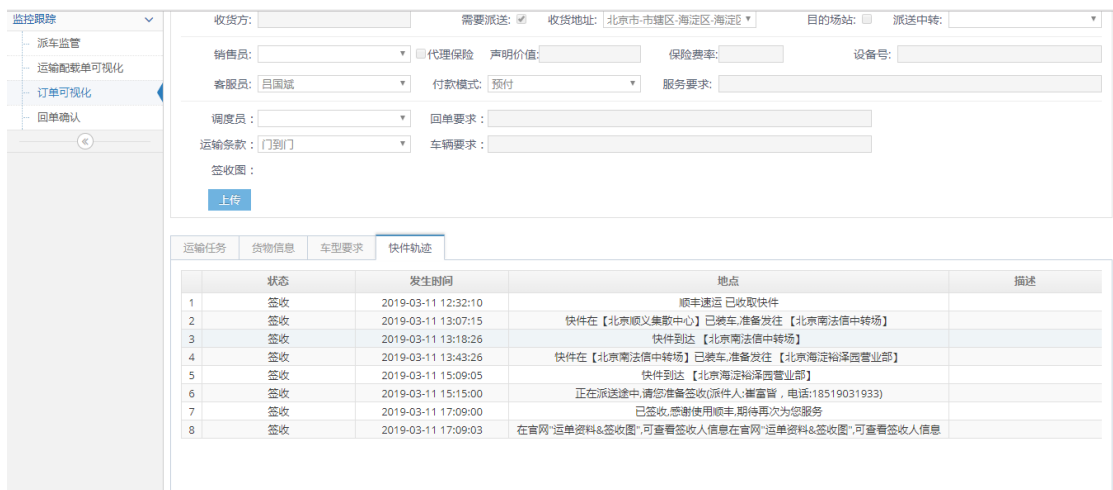 监控跟踪
派车监管
运输配载单可视化
订单可视化
回单确认
收货方: 需要派送: 收货地址: 北京市-市辖区-海淀区-海淀 目的场站: 派送中转:
销售员: 代理保险 声明价值: 保险费率: 设备号:
客服员: 吕国斌 付款模式: 预付 服务要求:
调度员: 回单要求:
运输条款: 门到门 车辆要求:
签收图:
上传
运输任务 货物信息 车型要求 快件轨迹
状态 发生时间 地点 描述
1 签收 2019-03-11 12:32:10 顺丰速运 已收取快件
2 签收 2019-03-11 13:07:15 快件在【北京顺义集散中心】已装车,准备发往 【北京南法信中转场】
3 签收 2019-03-11 13:18:26 快件到达 【北京南法信中转场】
4 签收 2019-03-11 13:43:26 快件在【北京南法信中转场】已装车,准备发往 【北京海淀裕泽园营业部】
5 签收 2019-03-11 15:09:05 快件到达 【北京海淀裕泽园营业部】
6 签收 2019-03-11 15:15:00 正在派送途中,请您准备签收(派件人:崔富皆，电话:18519031933)
7 签收 2019-03-11 17:09:00 已签收,感谢使用顺丰,期待再次为您服务
8 签收 2019-03-11 17:09:03 在官网"运单资料&签收图",可查看签收人信息在官网"运单资料&签收图",可查看签收人信息